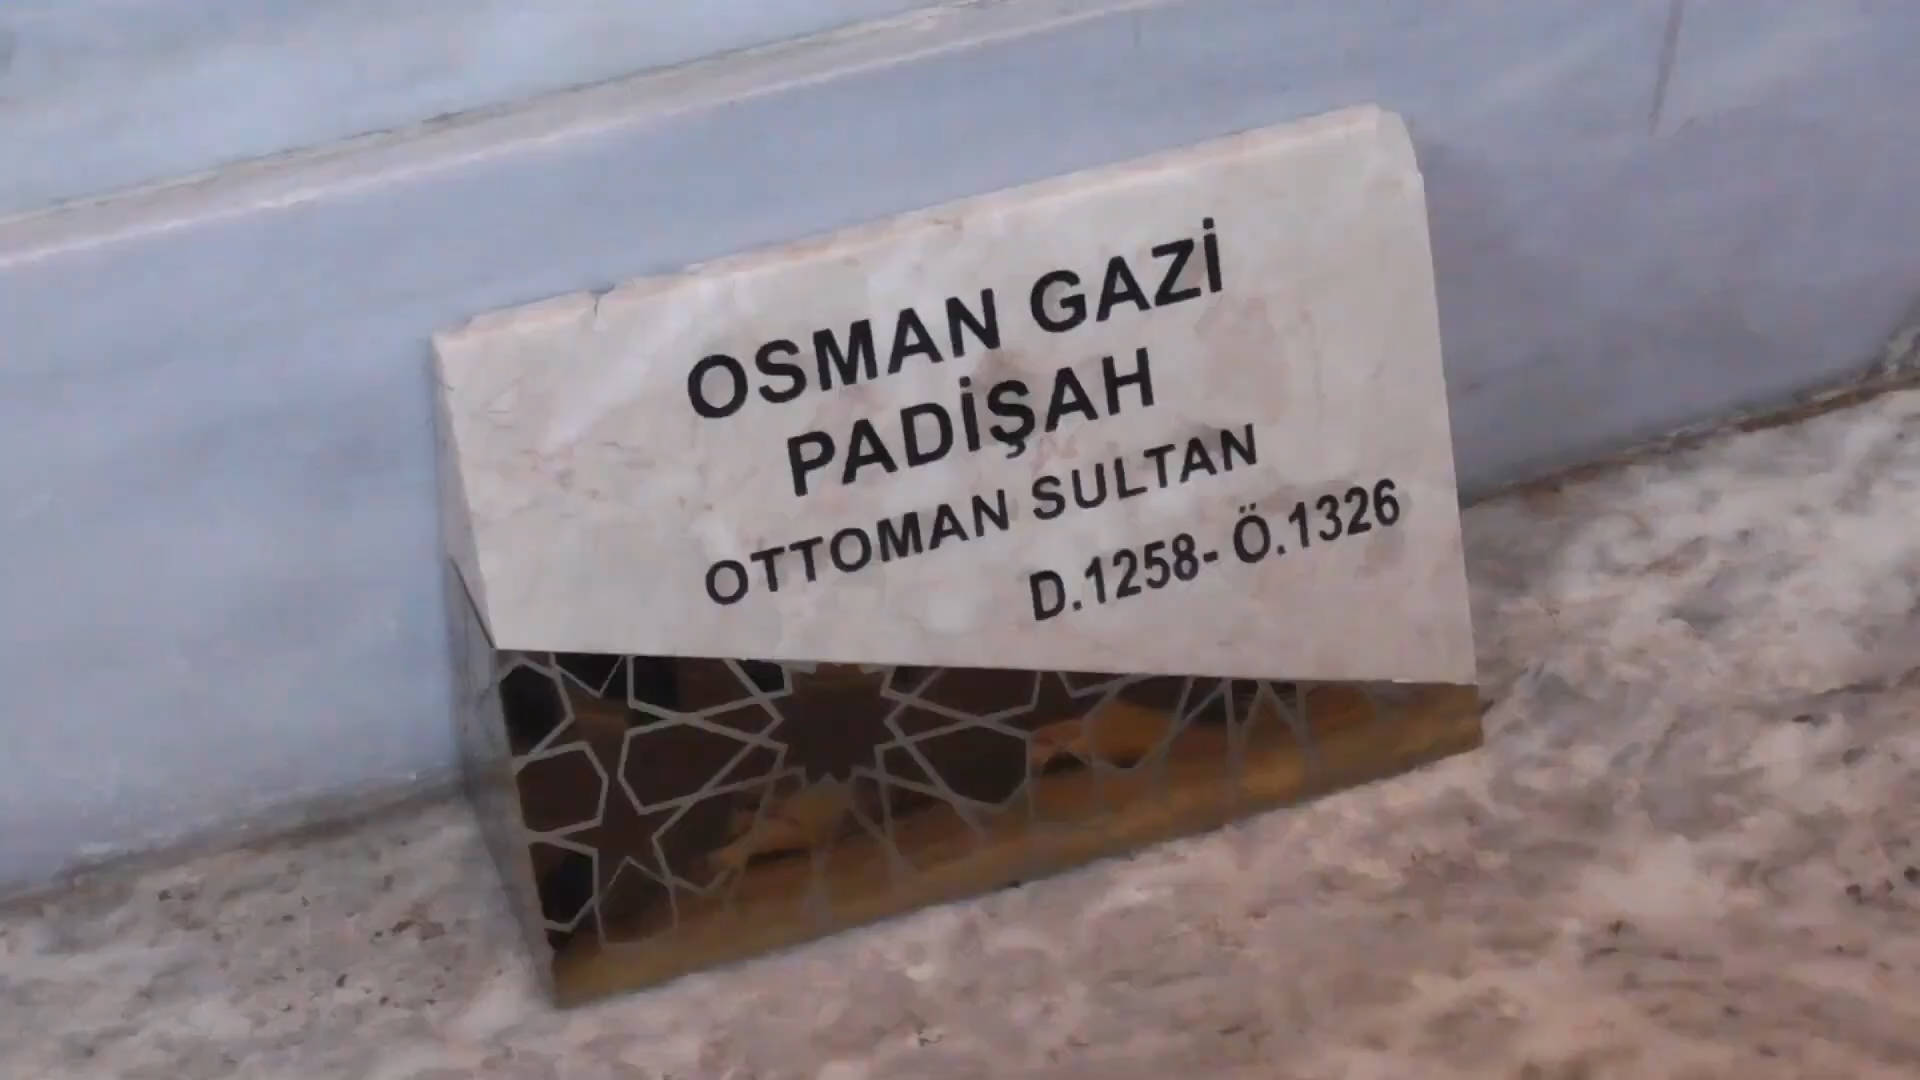 OSMAN GAZİ
PADİŞAH
OTTOMAN SULTAN
D.1258- Ö.1326